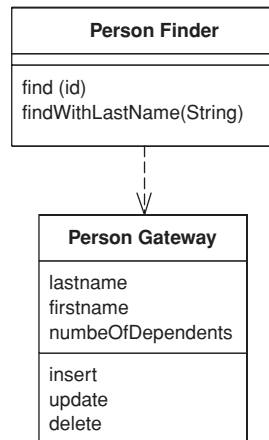 Person Finder
find (id)
findWithLastName(String)
Person Gateway
lastname
firstname
numbeOfDependents
insert
update
delete